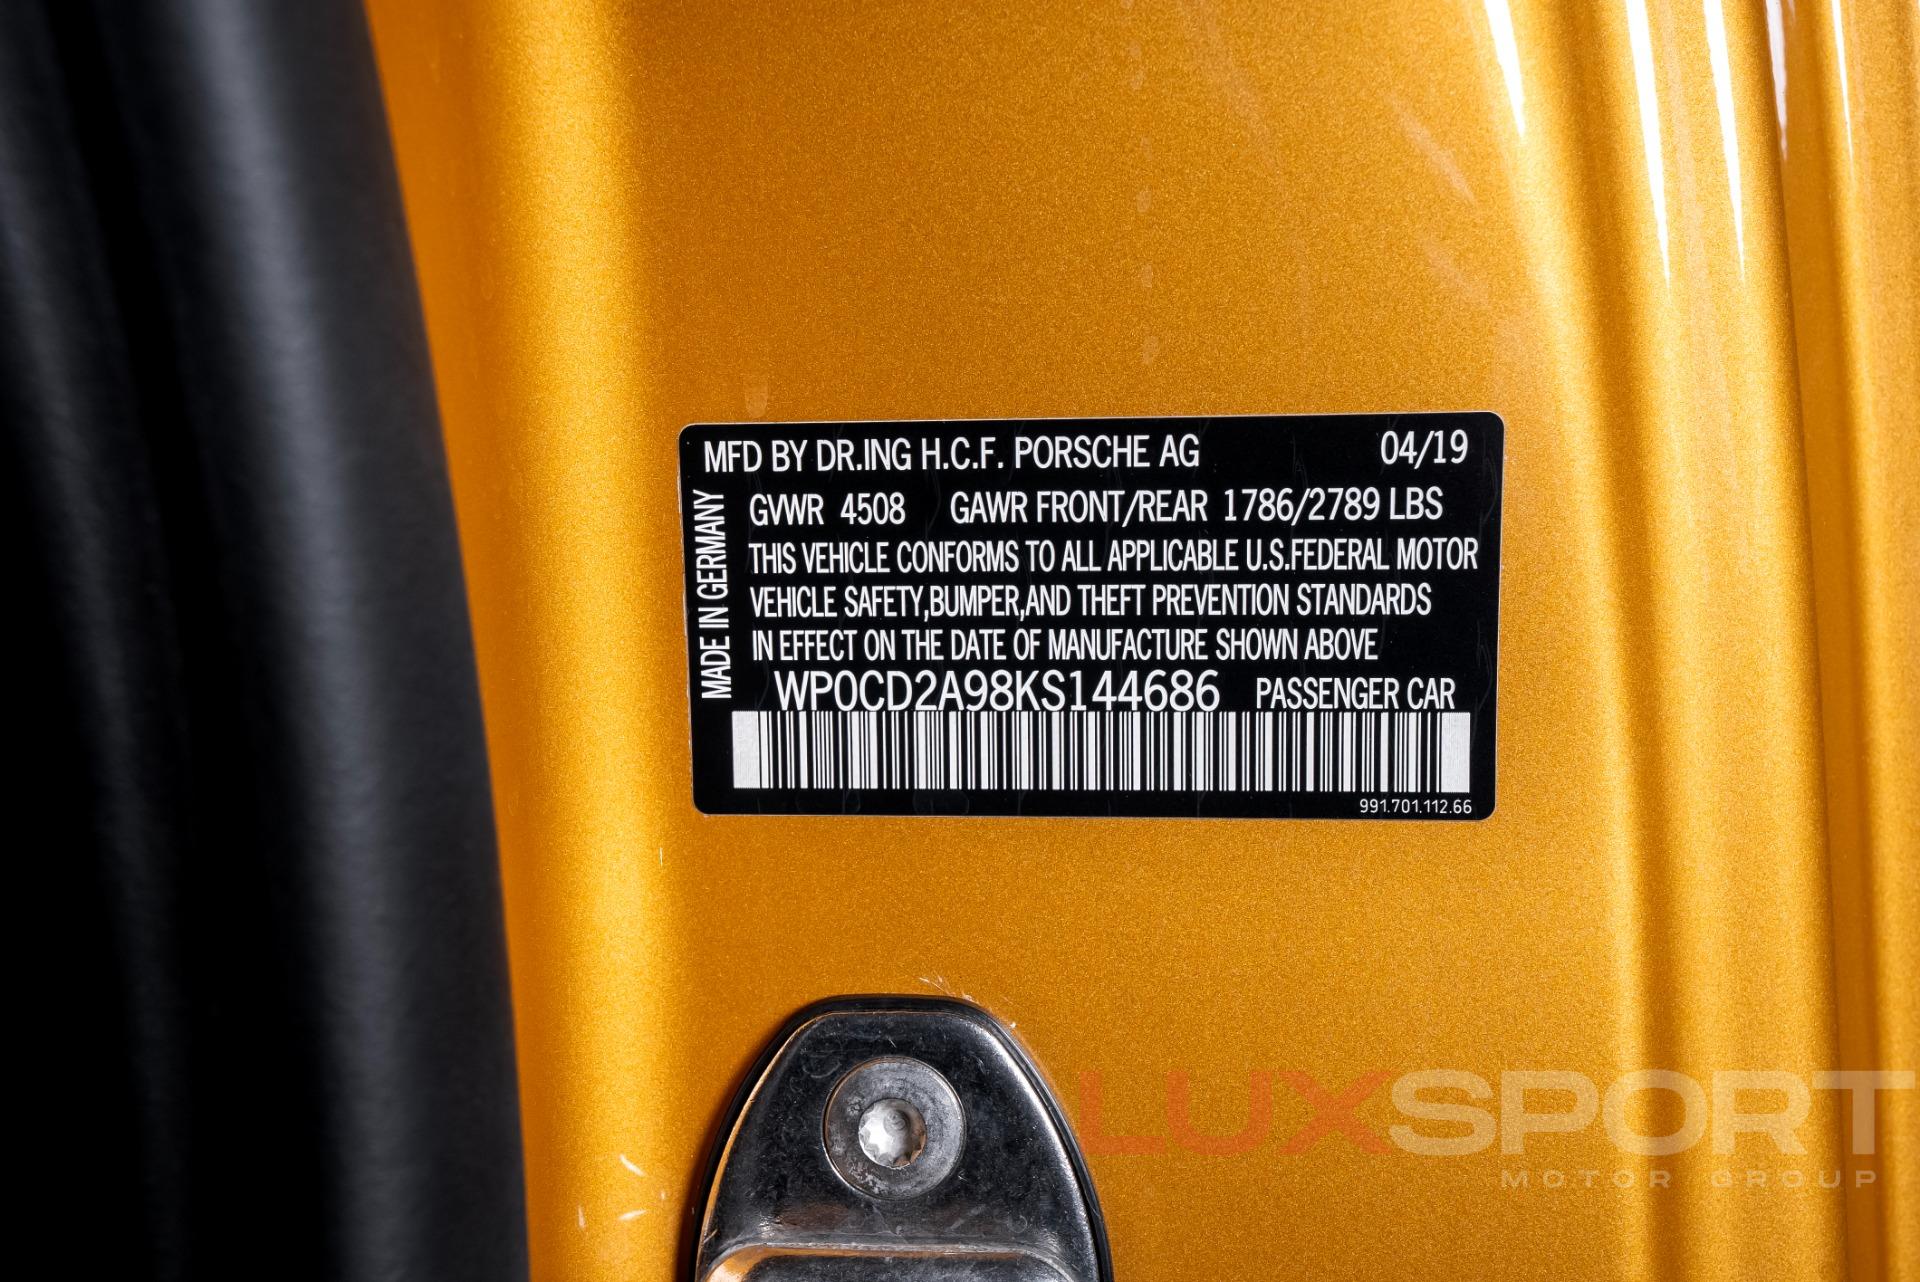 MFD BY DR.ING H.C.F. PORSCHE AG 04/19
MADE IN GERMANY
GVWR 4508 GAWR FRONT/REAR 1786/2789 LBS
THIS VEHICLE CONFORMS TO ALL APPLICABLE U.S.FEDERAL MOTOR
VEHICLE SAFETY,BUMPER,AND THEFT PREVENTION STANDARDS
IN EFFECT ON THE DATE OF MANUFACTURE SHOWN ABOVE
WP0CD2A98KS144686 PASSENGER CAR
991.701.112.66
LUXSPORT
MOTOR GROUP